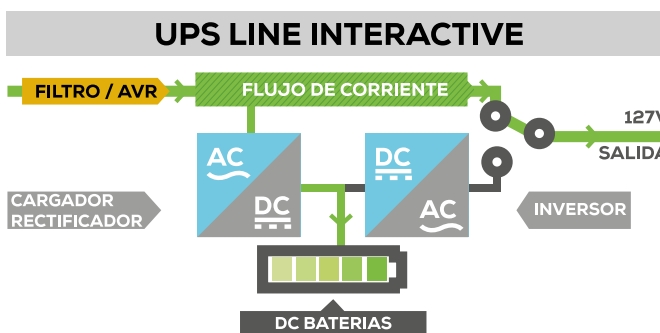 UPS LINE INTERACTIVE
FILTRO / AVR
FLUJO DE CORRIENTE
127V
SALIDA
AC
DC
DC
AC
CARGADOR
RECTIFICADOR
INVERSOR
DC BATERIAS